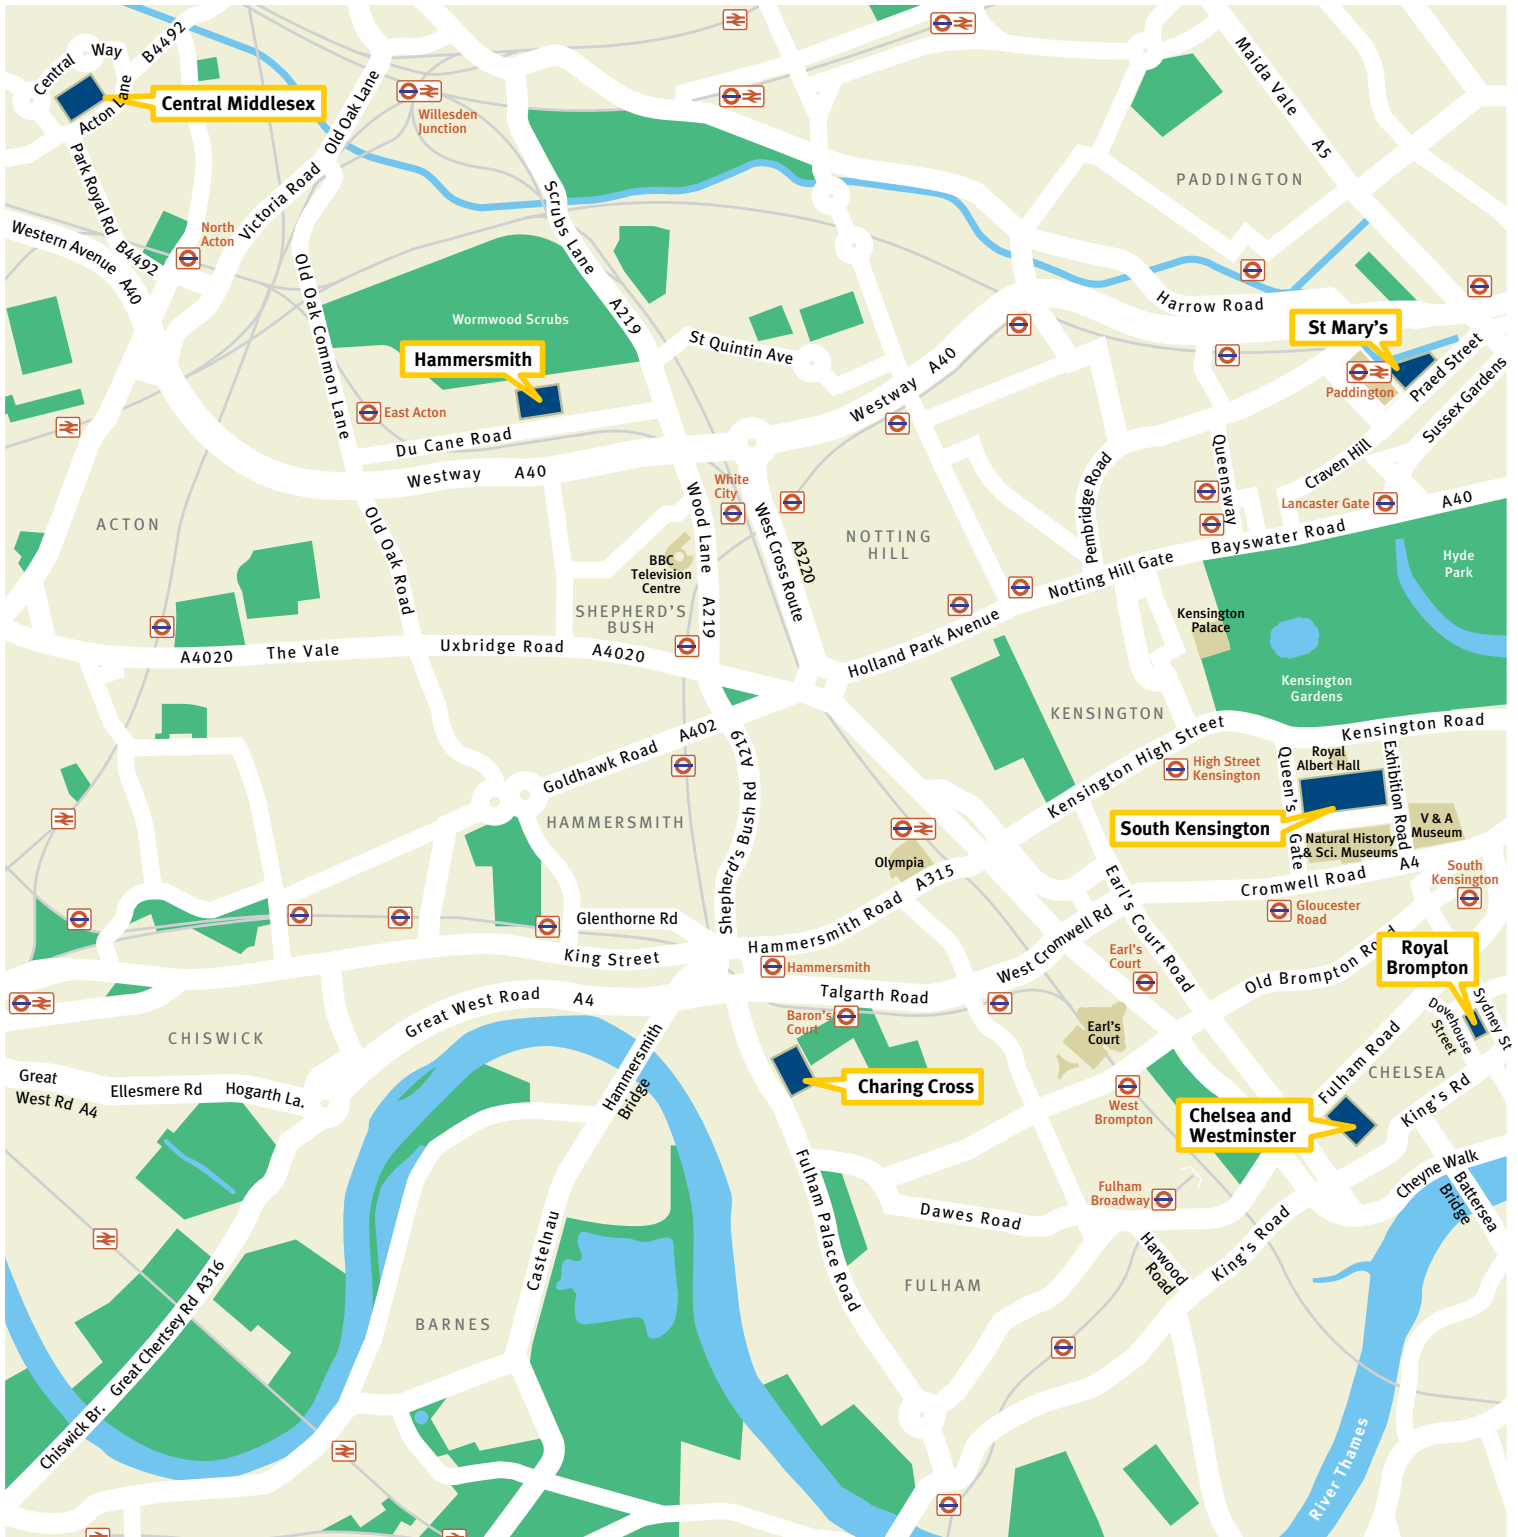 Central
Way
B4492
Acton Lane
Central Middlesex
Park Royal Rd
B4492
Western Avenue A40
North
Acton
Victoria Road
Old Oak Lane
Willesden
Junction
Maida Vale
A5
PADDINGTON
Scrubs Lane
A219
Old Oak Common Lane
Wormwood Scrubs
Hammersmith
East Acton
Du Cane Road
Westway A40
St Quintin Ave
Westway A40
Harrow Road
St Mary's
Paddington
Praed Street
Sussex Gardens
Craven Hill
Queensway
Lancaster Gate
A40
Bayswater Road
Pembridge Road
Notting Hill Gate
Holland Park Avenue
NOTTING
HILL
White
City
West Cross Route
A3220
Wood Lane
A219
BBC
Television
Centre
SHEPHERD'S
BUSH
ACTON
Old Oak Road
A4020
The Vale
Uxbridge Road
A4020
Hyde
Park
Kensington
Palace
Kensington
Gardens
KENSINGTON
Kensington High Street
Kensington Road
High Street
Kensington
Queen's Gate
Royal
Albert Hall
Exhibition Road
South Kensington
V & A
Museum
Natural History
& Sci. Museums
A4
Cromwell Road
South
Kensington
Gloucester
Road
Goldhawk Road
A402
A219
Shepherd's Bush Rd
HAMMERSMITH
Olympia
Hammersmith Road
A315
Glenthorne Rd
King Street
Hammersmith
Talgarth Road
West Cromwell Rd
Earl's Court Road
Earl's
Court
Old Brompton Road
Royal
Brompton
Sydney St
Dovehouse
Street
Great West Road
A4
Baron's
Court
Earl's
Court
CHISWICK
Great
West Rd A4
Ellesmere Rd
Hogarth La.
Hammersmith
Bridge
Charing Cross
West
Brompton
Fulham Road
CHELSEA
King's Rd
Chelsea and
Westminster
Cheyne Walk
Battersea
Bridge
Fulham
Broadway
Fulham Palace Road
Dawes Road
Harwood
Road
King's Road
FULHAM
Castelnau
BARNES
A316
Great Chertsey Rd
Chiswick Br.
River Thames